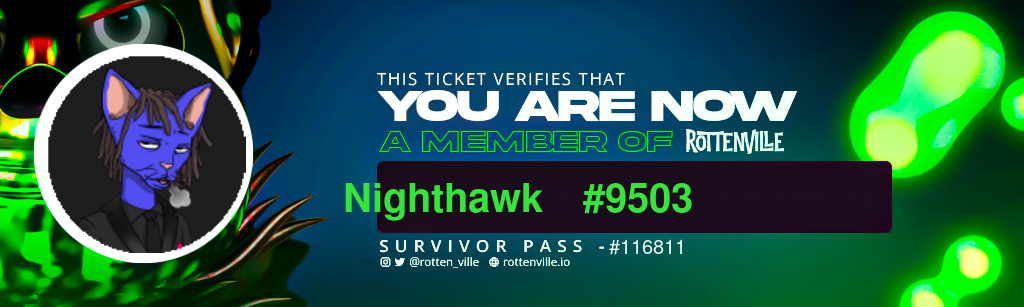 THIS TICKET VERIFIES THAT
YOU ARE NOW
A MEMBER OF ROTTENVILLE
Nighthawk #9503
SURVIVOR PASS - #116811
@rotten_ville rottenville.io